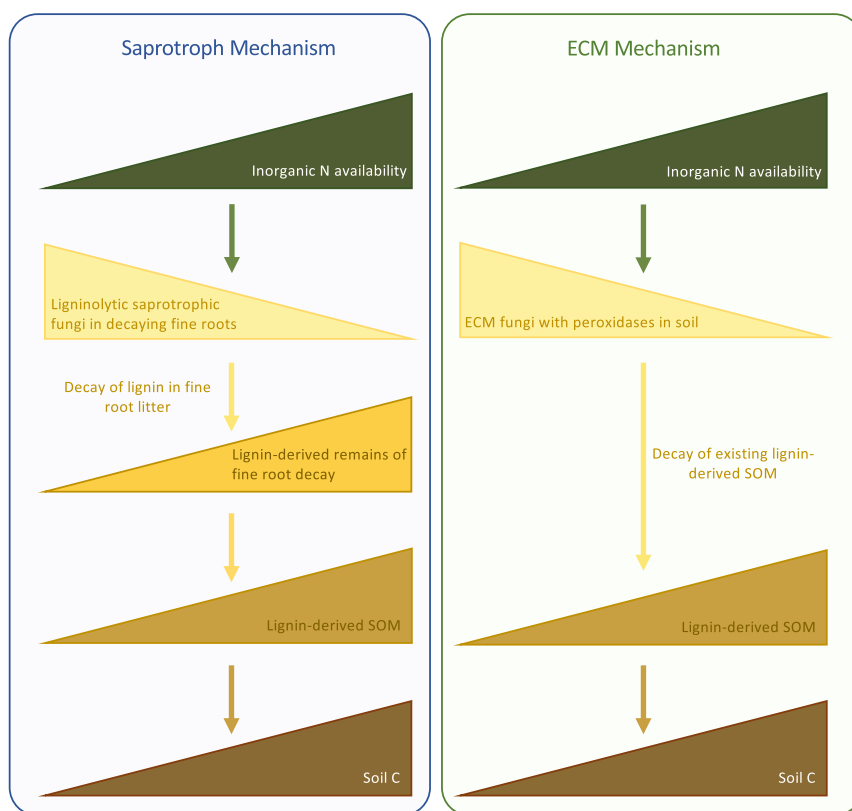 Saprotroph Mechanism
Inorganic N availability
Ligninolytic saprotrophic
fungi in decaying fine roots
Decay of lignin in fine
root litter
Lignin-derived remains of
fine root decay
Lignin-derived SOM
Soil C
ECM Mechanism
Inorganic N availability
ECM fungi with peroxidases in soil
Decay of existing lignin-
derived SOM
Lignin-derived SOM
Soil C